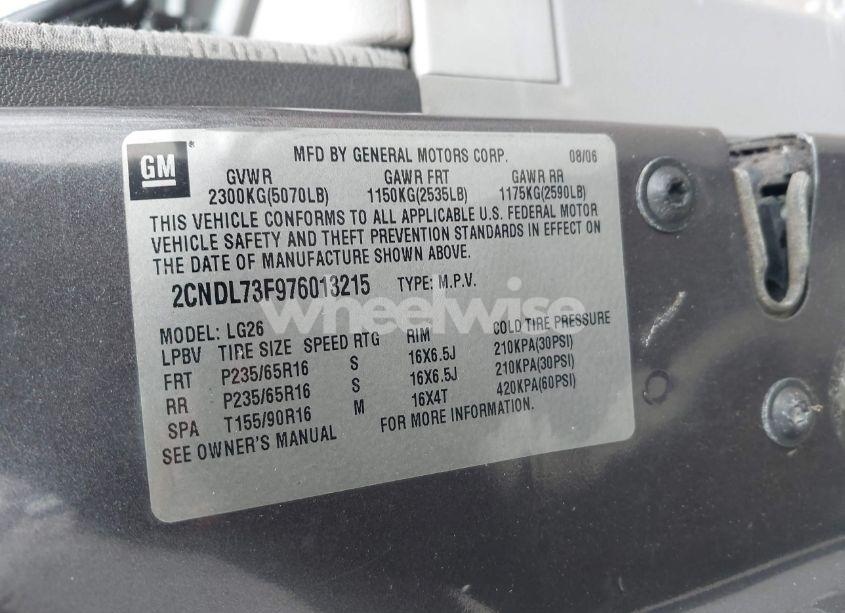 GM
MFD BY GENERAL MOTORS CORP. 08/06
GVWR GAWR FRT GAWR RR
2300KG(5070LB) 1150KG(2535LB) 1175KG(2590LB)
THIS VEHICLE CONFORMS TO ALL APPLICABLE U.S. FEDERAL MOTOR
VEHICLE SAFETY AND THEFT PREVENTION STANDARDS IN EFFECT ON
THE DATE OF MANUFACTURE SHOWN ABOVE.
2CNDL73F976013215 TYPE: M.P.V.
wheelwise
MODEL: LG26
LPBV TIRE SIZE SPEED RTG RIM COLD TIRE PRESSURE
FRT P235/65R16 S 16X6.5J 210KPA(30PSI)
RR P235/65R16 S 16X6.5J 210KPA(30PSI)
SPA T155/90R16 M 16X4T 420KPA(60PSI)
SEE OWNER'S MANUAL FOR MORE INFORMATION.